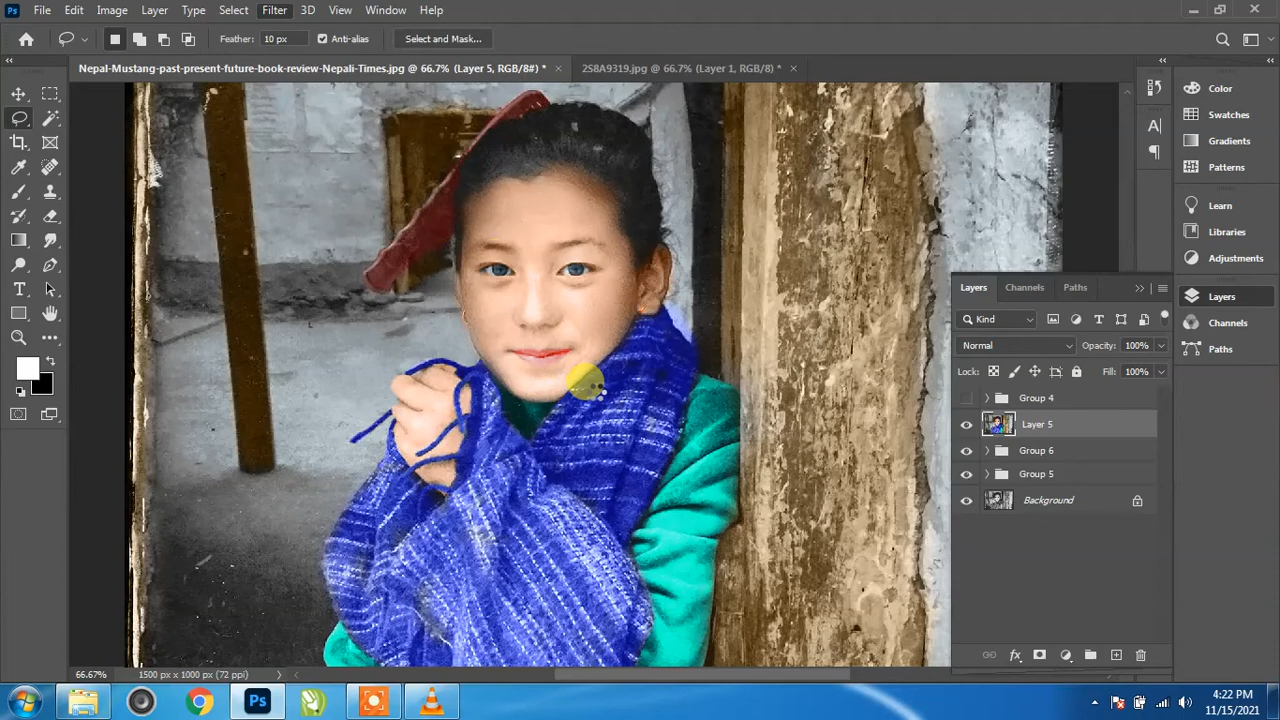 Ps File Edit Image Layer Type Select Filter 3D View Window Help
Feather: 10 px Anti-alias Select and Mask...
Nepal-Mustang-past-present-future-book-review-Nepali-Times.jpg @ 66.7% (Layer 5, RGB/8#) * × 2S8A9319.jpg @ 66.7% (Layer 1, RGB/8) * ×
Color
Swatches
Gradients
Patterns
Learn
Libraries
Adjustments
Layers
Channels
Paths
Layers Channels Paths
Kind
Normal Opacity: 100%
Lock: Fill: 100%
Group 4
Layer 5
Group 6
Group 5
Background
fx
66.67% 1500 px x 1000 px (72 ppi)
Ps
4:22 PM
11/15/2021